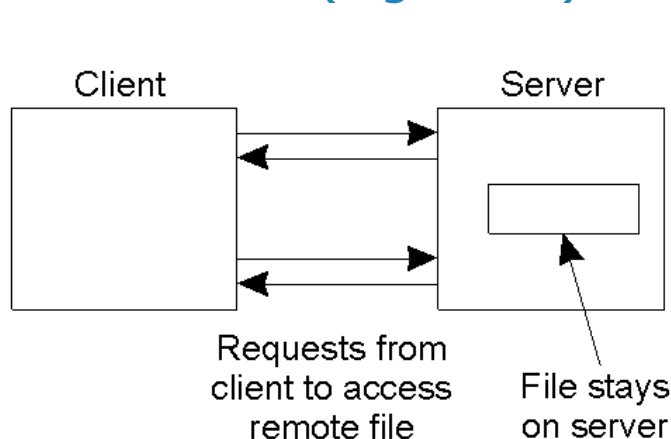 Client
Server
Requests from
client to access
remote file
File stays
on server